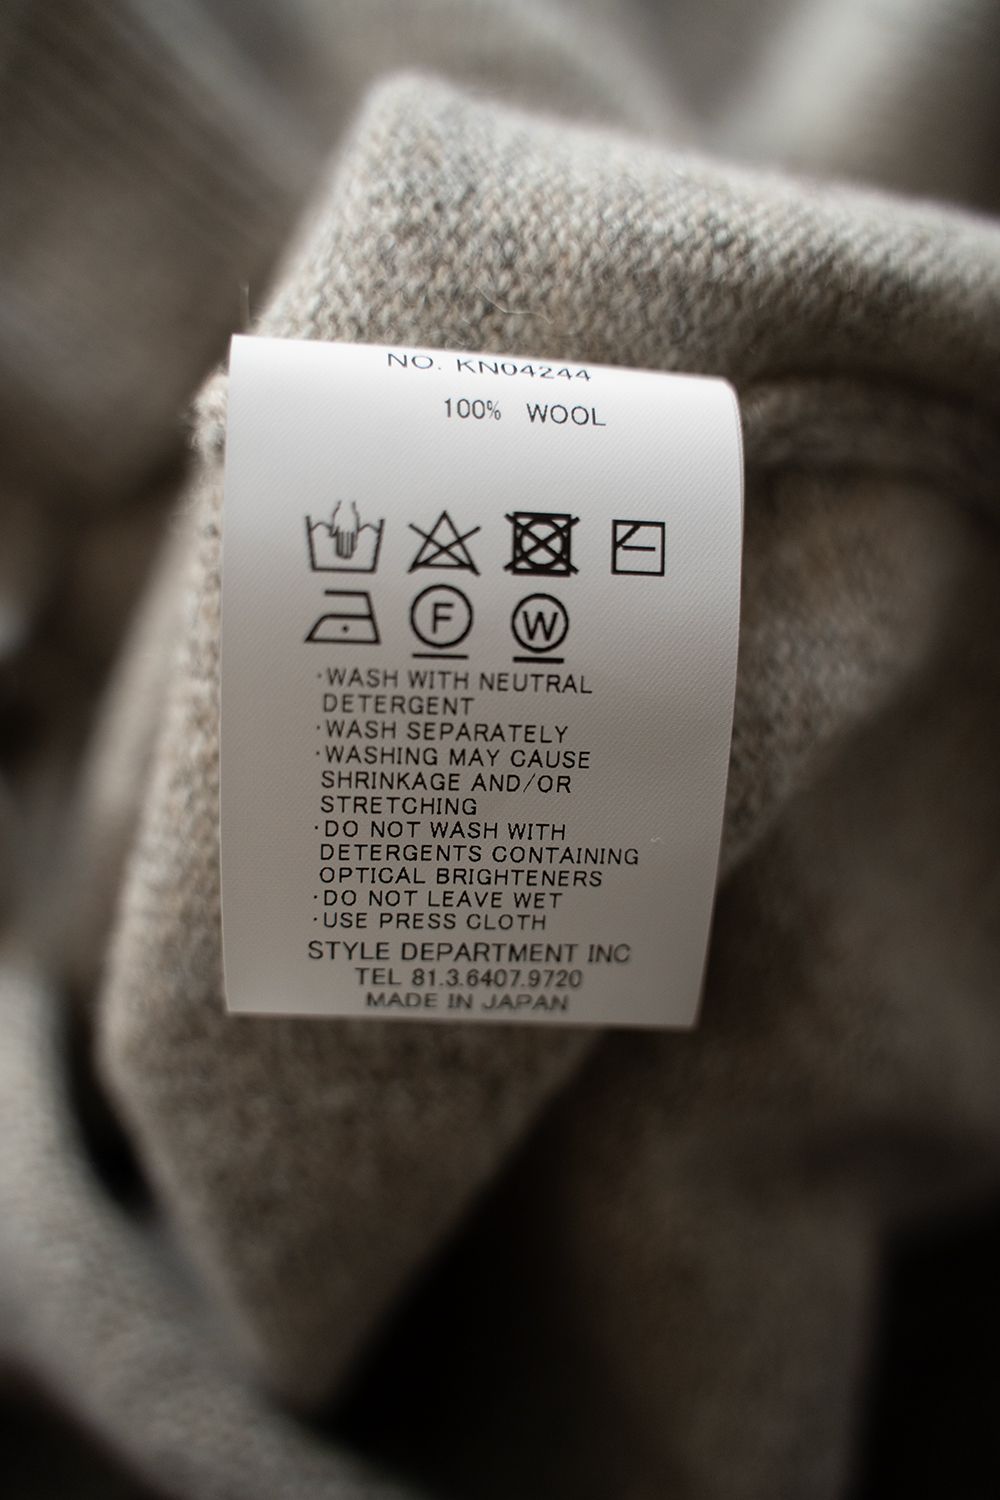 NO. KN04244
100% WOOL
F W
·WASH WITH NEUTRAL
DETERGENT
·WASH SEPARATELY
·WASHING MAY CAUSE
SHRINKAGE AND/OR
STRETCHING
·DO NOT WASH WITH
DETERGENTS CONTAINING
OPTICAL BRIGHTENERS
·DO NOT LEAVE WET
·USE PRESS CLOTH
STYLE DEPARTMENT INC
TEL 81.3.6407.9720
MADE IN JAPAN